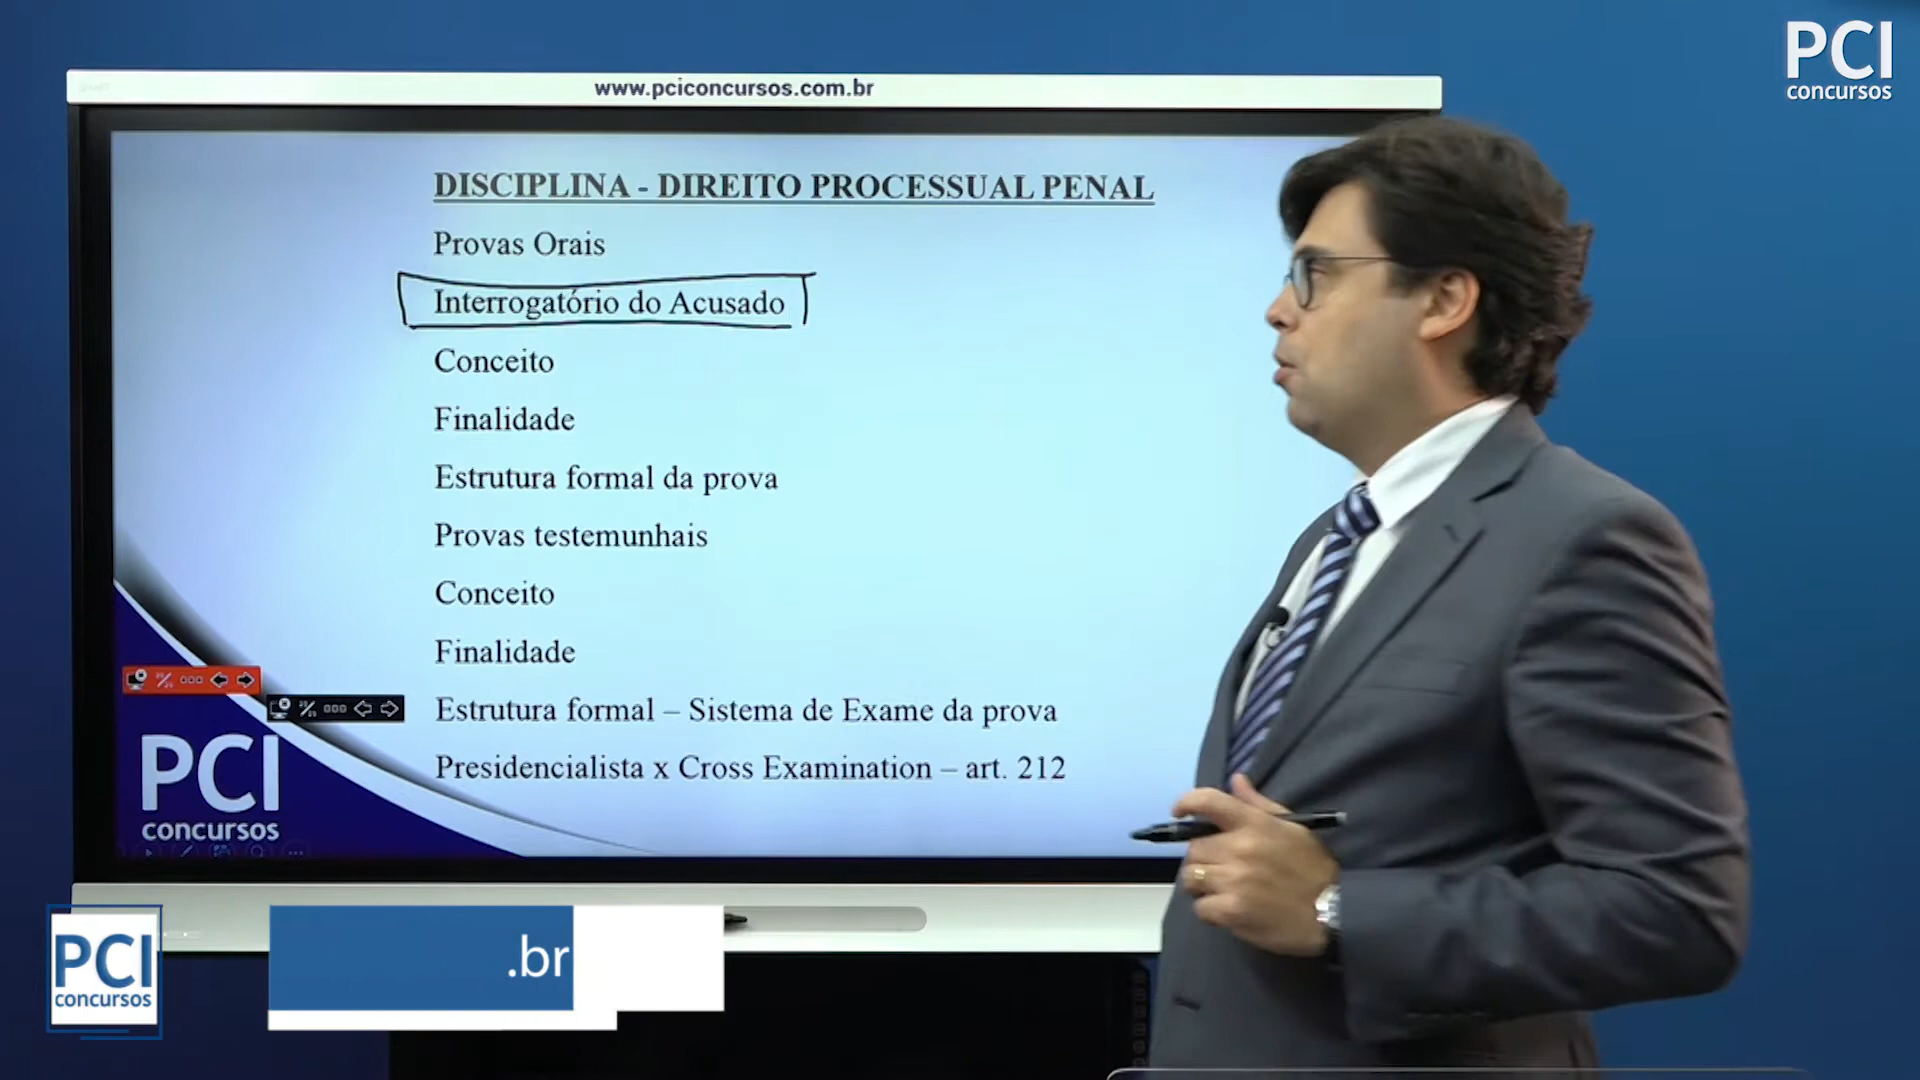 PCI
concursos
www.pciconcursos.com.br
DISCIPLINA - DIREITO PROCESSUAL PENAL
Provas Orais
Interrogatório do Acusado
Conceito
Finalidade
Estrutura formal da prova
Provas testemunhais
Conceito
Finalidade
Estrutura formal – Sistema de Exame da prova
Presidencialista x Cross Examination – art. 212
PCI
concursos
PCI
concursos
.br